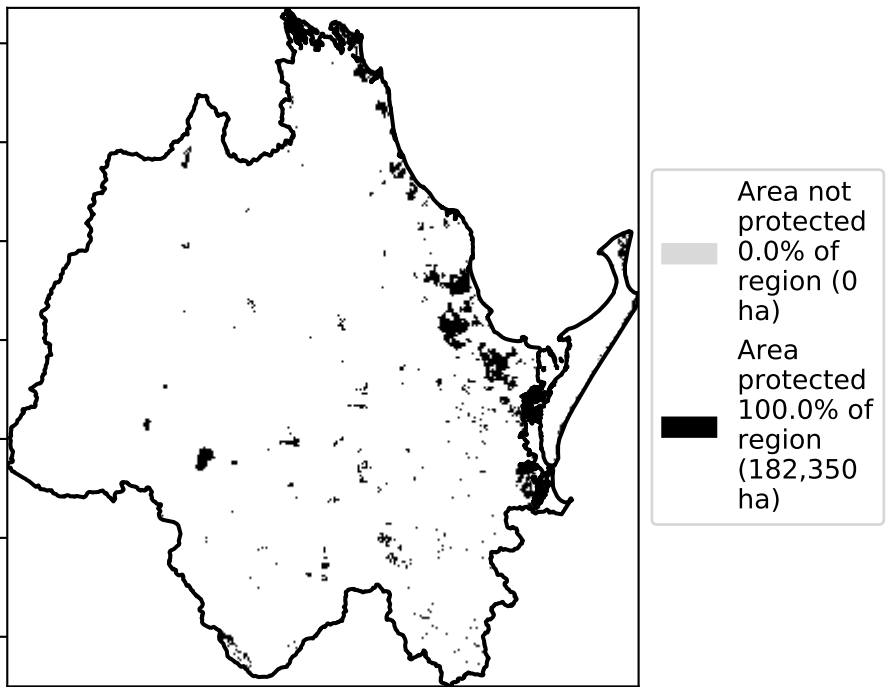 Area not
protected
0.0% of
region (0
ha)
Area
protected
100.0% of
region
(182,350
ha)